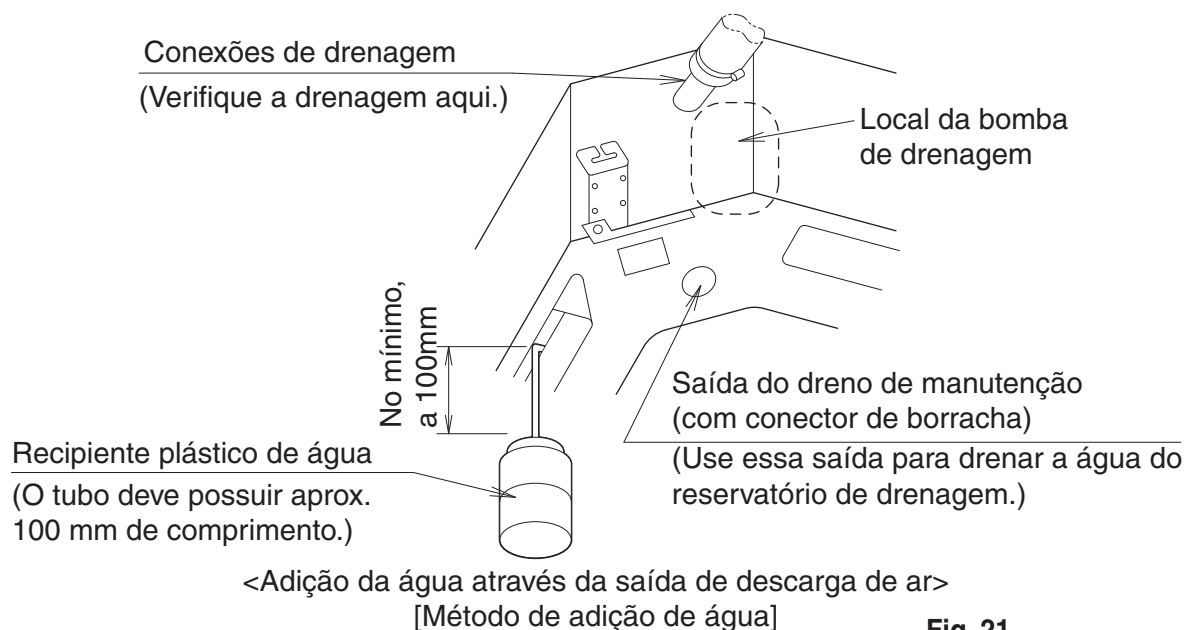 Conexões de drenagem
(Verifique a drenagem aqui.)
Local da bomba
de drenagem
No mínimo,
a 100mm
Saída do dreno de manutenção
(com conector de borracha)
(Use essa saída para drenar a água do
reservatório de drenagem.)
Recipiente plástico de água
(O tubo deve possuir aprox.
100 mm de comprimento.)
<Adição da água através da saída de descarga de ar>
[Método de adição de água]
Fig. 21